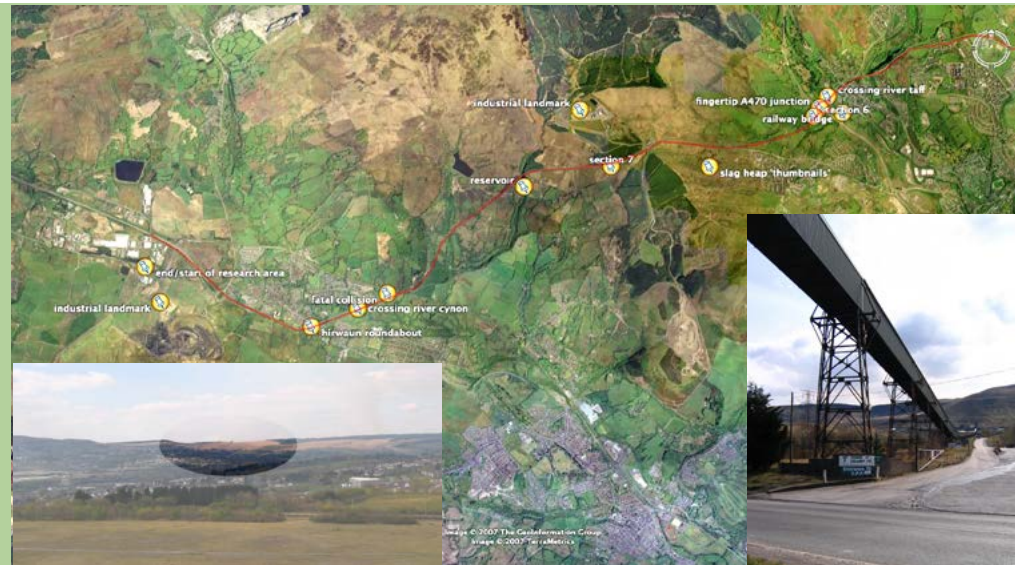 industrial landmark
crossing river taff
fingertip A470 junction
section 6
railway bridge
section 7
slag heap 'thumbnails'
reservoir
end/start of research area
fatal collision
industrial landmark
crossing river cynon
hirwaun roundabout
Image © 2007 The GeoInformation Group
Image © 2007 TerraMetrics